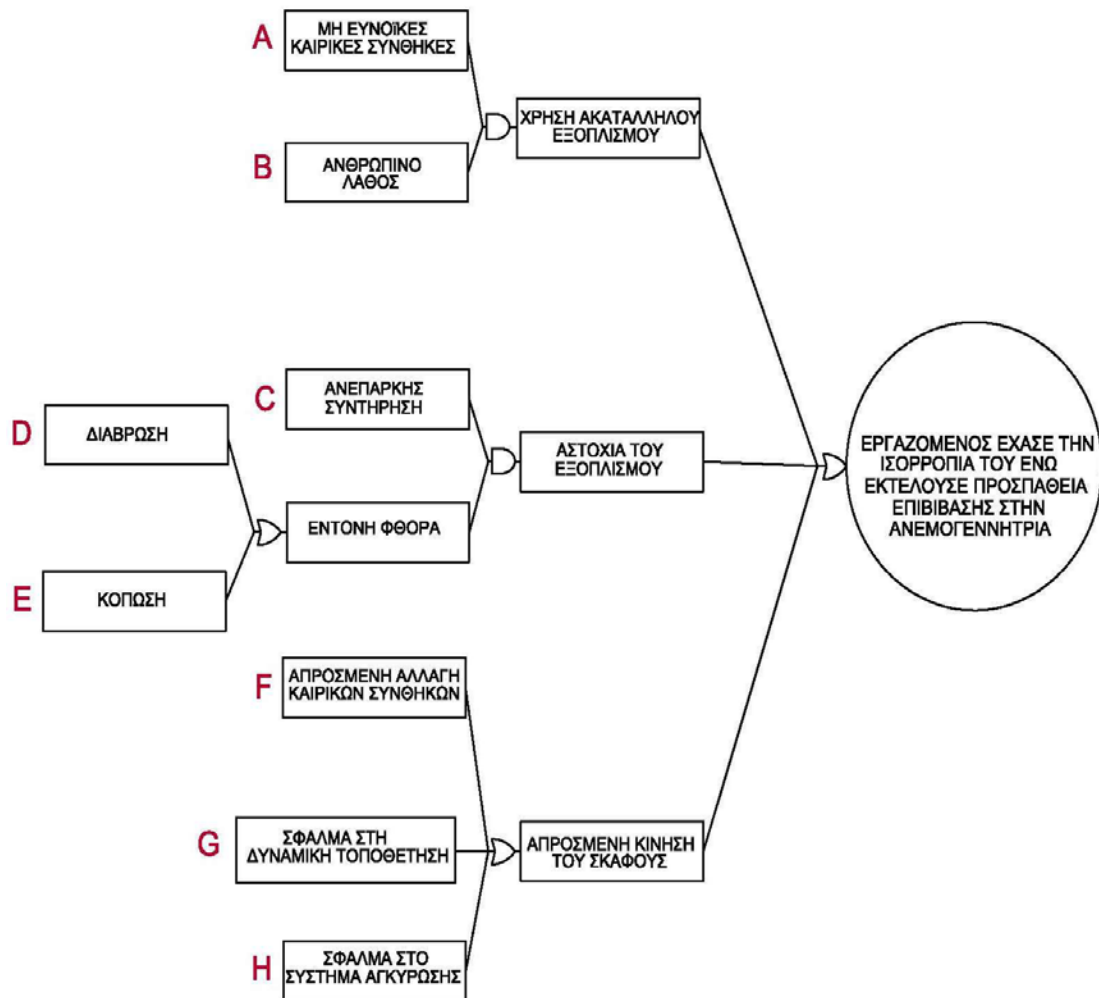 A
ΜΗ ΕΥΝΟΪΚΕΣ
ΚΑΙΡΙΚΕΣ ΣΥΝΘΗΚΕΣ
B
ΑΝΘΡΩΠΙΝΟ
ΛΑΘΟΣ
ΧΡΗΣΗ ΑΚΑΤΑΛΛΗΛΟΥ
ΕΞΟΠΛΙΣΜΟΥ
C
ΑΝΕΠΑΡΚΗΣ
ΣΥΝΤΗΡΗΣΗ
D
ΔΙΑΒΡΩΣΗ
E
ΚΟΠΩΣΗ
ΕΝΤΟΝΗ ΦΘΟΡΑ
ΑΣΤΟΧΙΑ ΤΟΥ
ΕΞΟΠΛΙΣΜΟΥ
F
ΑΠΡΟΣΜΕΝΗ ΑΛΛΑΓΗ
ΚΑΙΡΙΚΩΝ ΣΥΝΘΗΚΩΝ
G
ΣΦΑΛΜΑ ΣΤΗ
ΔΥΝΑΜΙΚΗ ΤΟΠΟΘΕΤΗΣΗ
H
ΣΦΑΛΜΑ ΣΤΟ
ΣΥΣΤΗΜΑ ΑΓΚΥΡΩΣΗΣ
ΑΠΡΟΣΜΕΝΗ ΚΙΝΗΣΗ
ΤΟΥ ΣΚΑΦΟΥΣ
ΕΡΓΑΖΟΜΕΝΟΣ ΕΧΑΣΕ ΤΗΝ
ΙΣΟΡΡΟΠΙΑ ΤΟΥ ΕΝΩ
ΕΚΤΕΛΟΥΣΕ ΠΡΟΣΠΑΘΕΙΑ
ΕΠΙΒΙΒΑΣΗΣ ΣΤΗΝ
ΑΝΕΜΟΓΕΝΝΗΤΡΙΑ